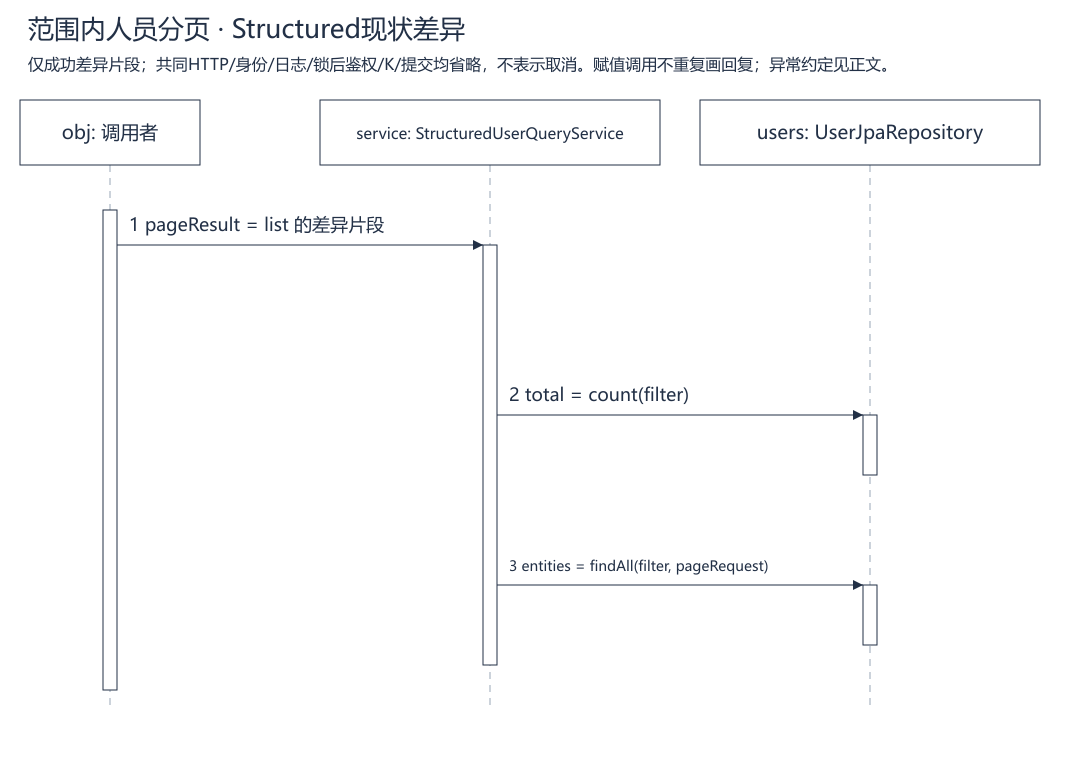 范围内人员分页 · Structured现状差异
仅成功差异片段；共同HTTP/身份/日志/锁后鉴权/K/提交均省略，不表示取消。赋值调用不重复画回复；异常约定见正文。
obj: 调用者
service: StructuredUserQueryService
users: UserJpaRepository
1 pageResult = list 的差异片段
2 total = count(filter)
3 entities = findAll(filter, pageRequest)